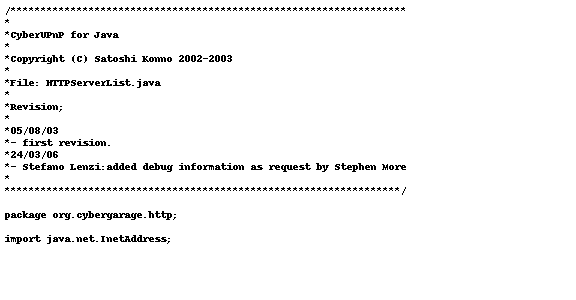 /******************************************************************
*
*CyberUPnP for Java
*
*Copyright (C) Satoshi Konno 2002-2003
*
*File: HTTPServerList.java
*
*Revision;
*
*05/08/03
*- first revision.
*24/03/06
*- Stefano Lenzi:added debug information as request by Stephen More
*
******************************************************************/
package org.cybergarage.http;
import java.net.InetAddress;